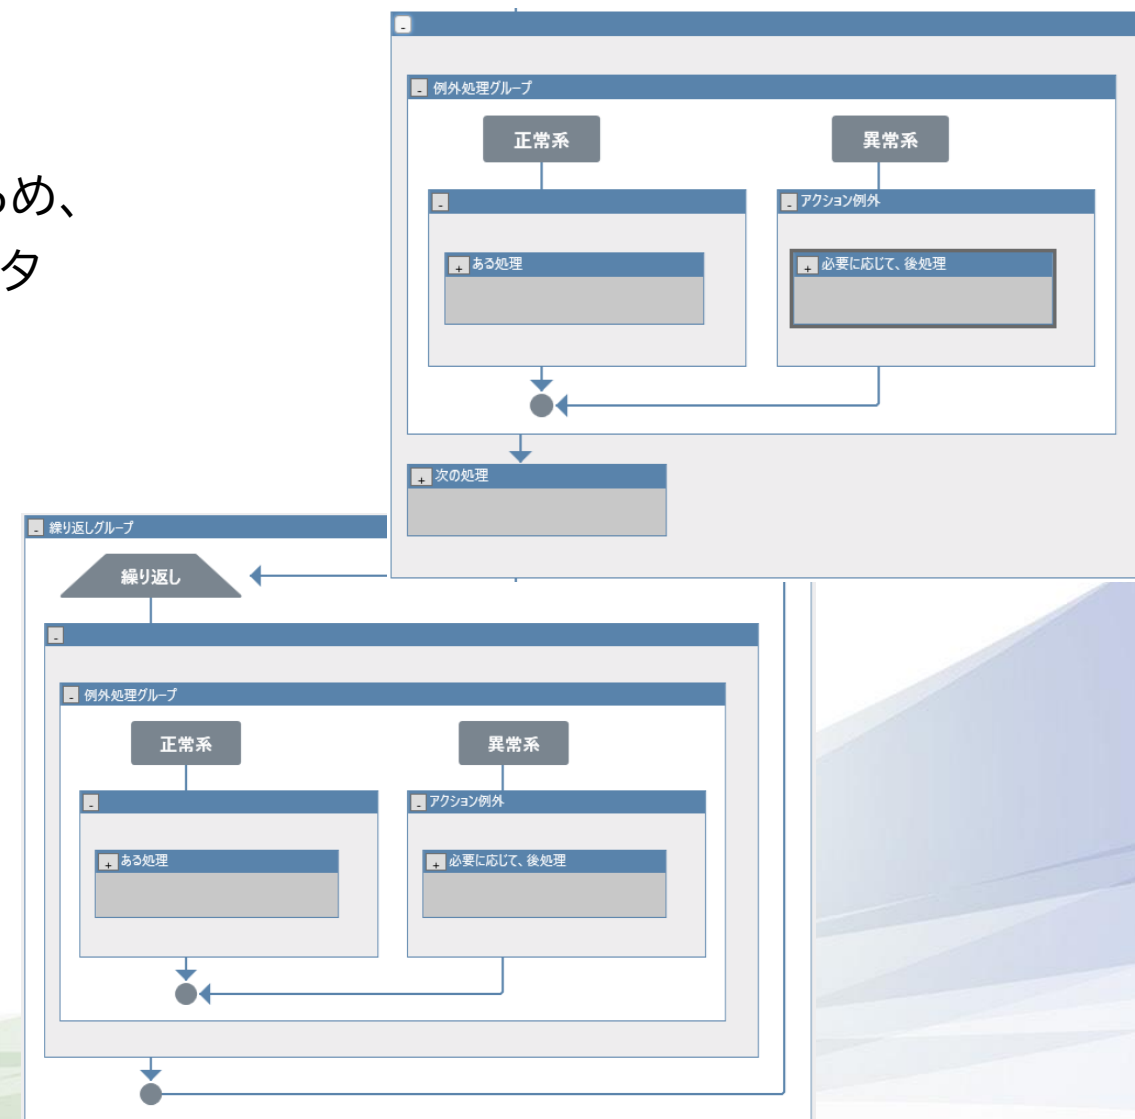 め、
タ
-
- 例外処理グループ
正常系
異常系
-
- アクション例外
+ ある処理
+ 必要に応じて、後処理
+ 次の処理
- 繰り返しグループ
繰り返し
-
- 例外処理グループ
正常系
異常系
-
- アクション例外
+ ある処理
+ 必要に応じて、後処理